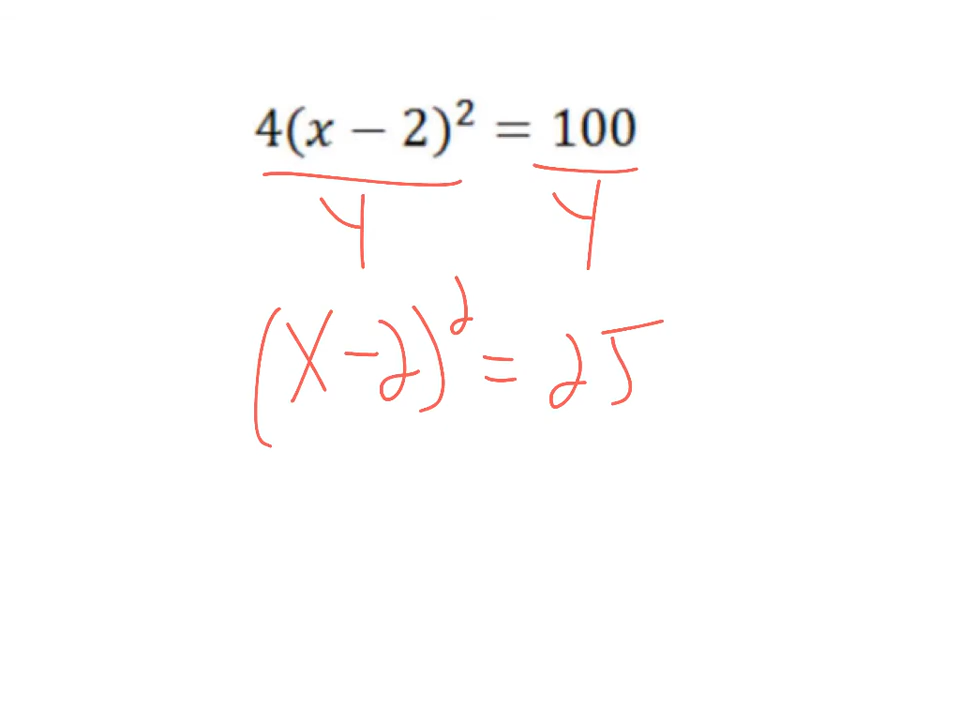 4(x − 2)² = 100
4 4
(x - 2)² = 25